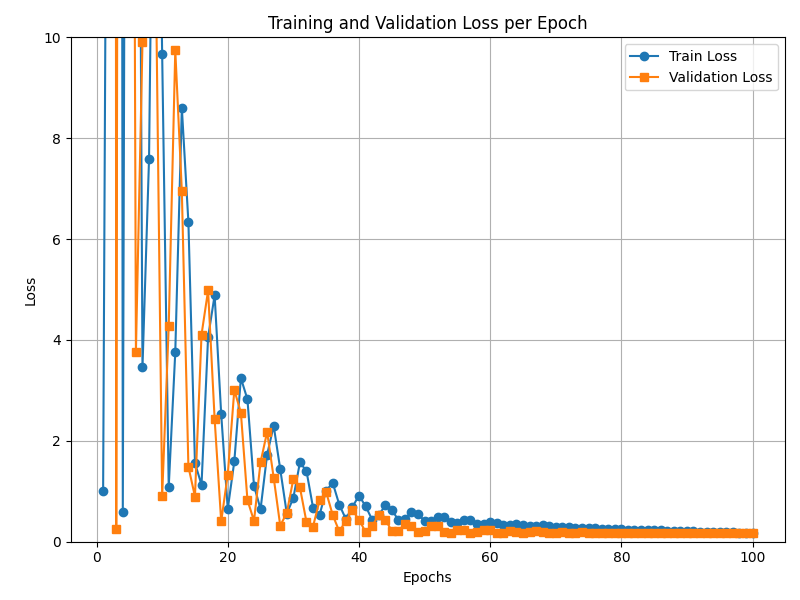 Training and Validation Loss per Epoch
Train Loss
Validation Loss
Loss
10
8
6
4
2
0
0 20 40 60 80 100
Epochs